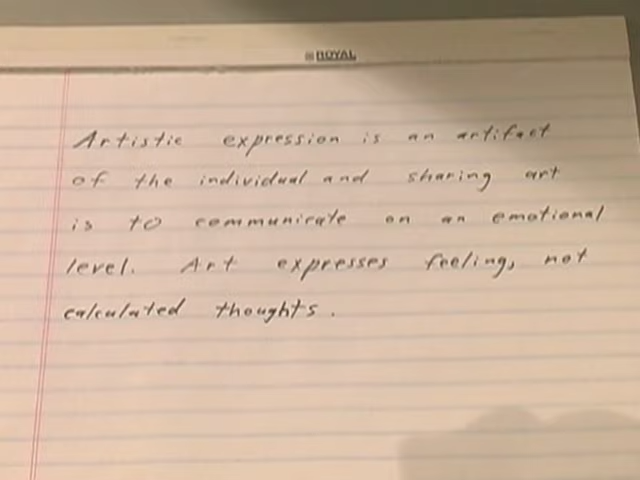 ROYAL
Artistic expression is an artifact
of the individual and sharing art
is to communicate on an emotional
level. Art expresses feeling, not
calculated thoughts.